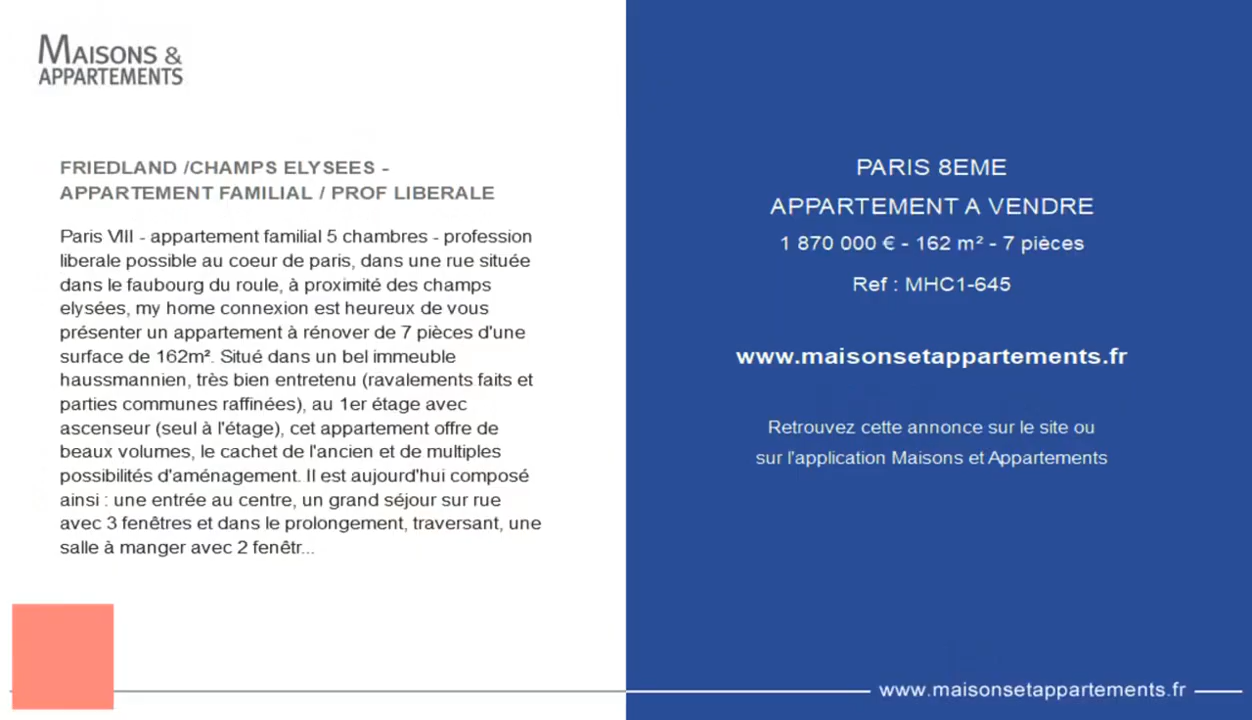 MAISONS &
APPARTEMENTS
FRIEDLAND /CHAMPS ELYSEES -
APPARTEMENT FAMILIAL / PROF LIBERALE
Paris VIII - appartement familial 5 chambres - profession
liberale possible au coeur de paris, dans une rue située
dans le faubourg du roule, à proximité des champs
elysées, my home connexion est heureux de vous
présenter un appartement à rénover de 7 pièces d'une
surface de 162m². Situé dans un bel immeuble
haussmannien, très bien entretenu (ravalements faits et
parties communes raffinées), au 1er étage avec
ascenseur (seul à l'étage), cet appartement offre de
beaux volumes, le cachet de l'ancien et de multiples
possibilités d'aménagement. Il est aujourd'hui composé
ainsi : une entrée au centre, un grand séjour sur rue
avec 3 fenêtres et dans le prolongement, traversant, une
salle à manger avec 2 fenêtr...
PARIS 8EME
APPARTEMENT A VENDRE
1 870 000 € - 162 m² - 7 pièces
Ref : MHC1-645
www.maisonsetappartements.fr
Retrouvez cette annonce sur le site ou
sur l'application Maisons et Appartements
www.maisonsetappartements.fr